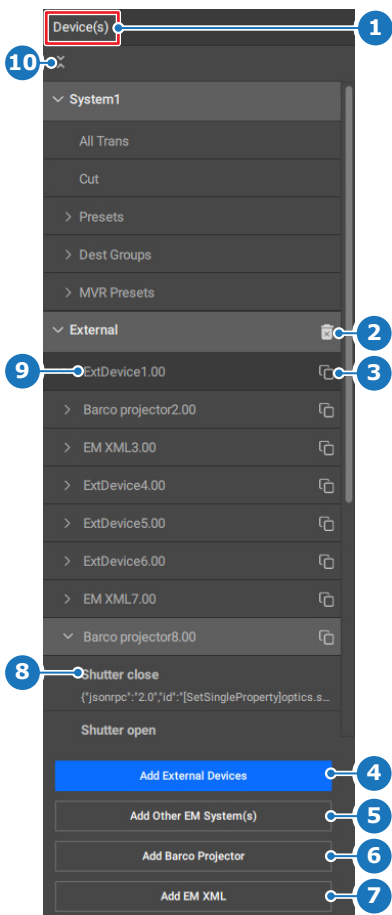 Device(s) 1
10
System1
All Trans
Cut
Presets
Dest Groups
MVR Presets
External 2
9 ExtDevice1.00 3
Barco projector2.00
EM XML3.00
ExtDevice4.00
ExtDevice5.00
ExtDevice6.00
EM XML7.00
Barco projector8.00
8 Shutter close
{"jsonrpc":"2.0","id":"[SetSingleProperty]optics.s...
Shutter open
Add External Devices 4
Add Other EM System(s) 5
Add Barco Projector 6
Add EM XML 7